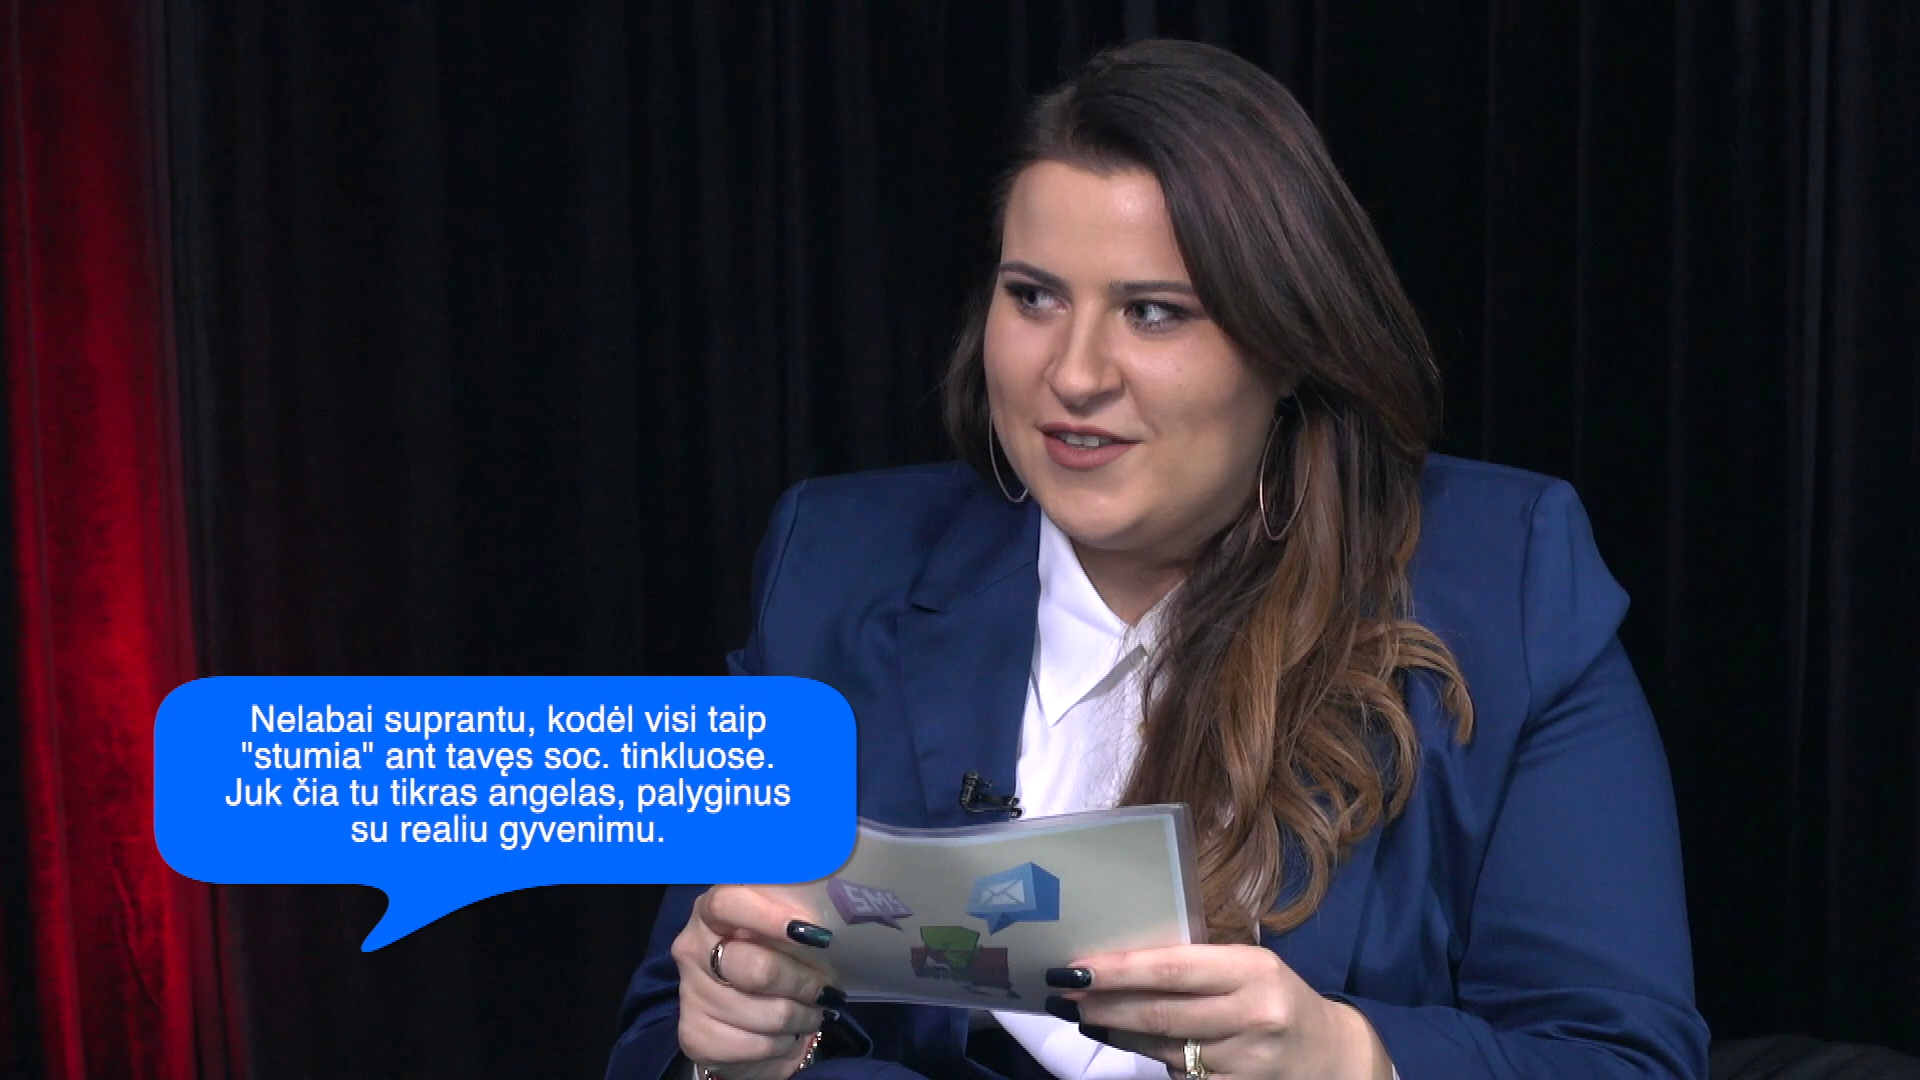 Nelabai suprantu, kodėl visi taip
"stumia" ant tavęs soc. tinkluose.
Juk čia tu tikras angelas, palyginus
su realiu gyvenimu.
SMS